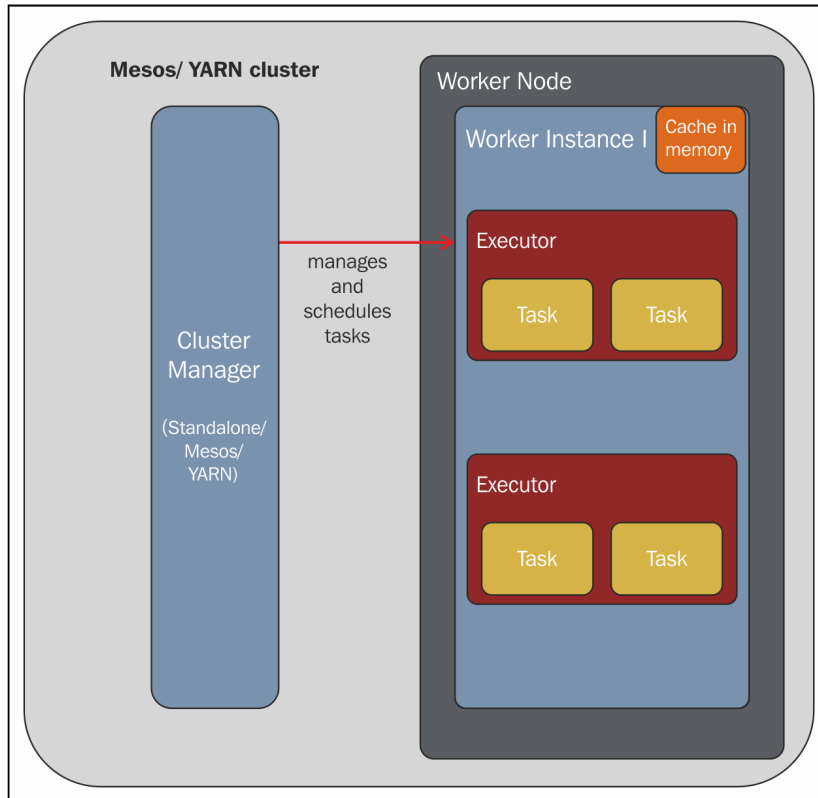 Mesos/ YARN cluster
Worker Node
Worker Instance I
Cache in
memory
Executor
Task
Task
manages
and
schedules
tasks
Cluster
Manager
(Standalone/
Mesos/
YARN)
Executor
Task
Task